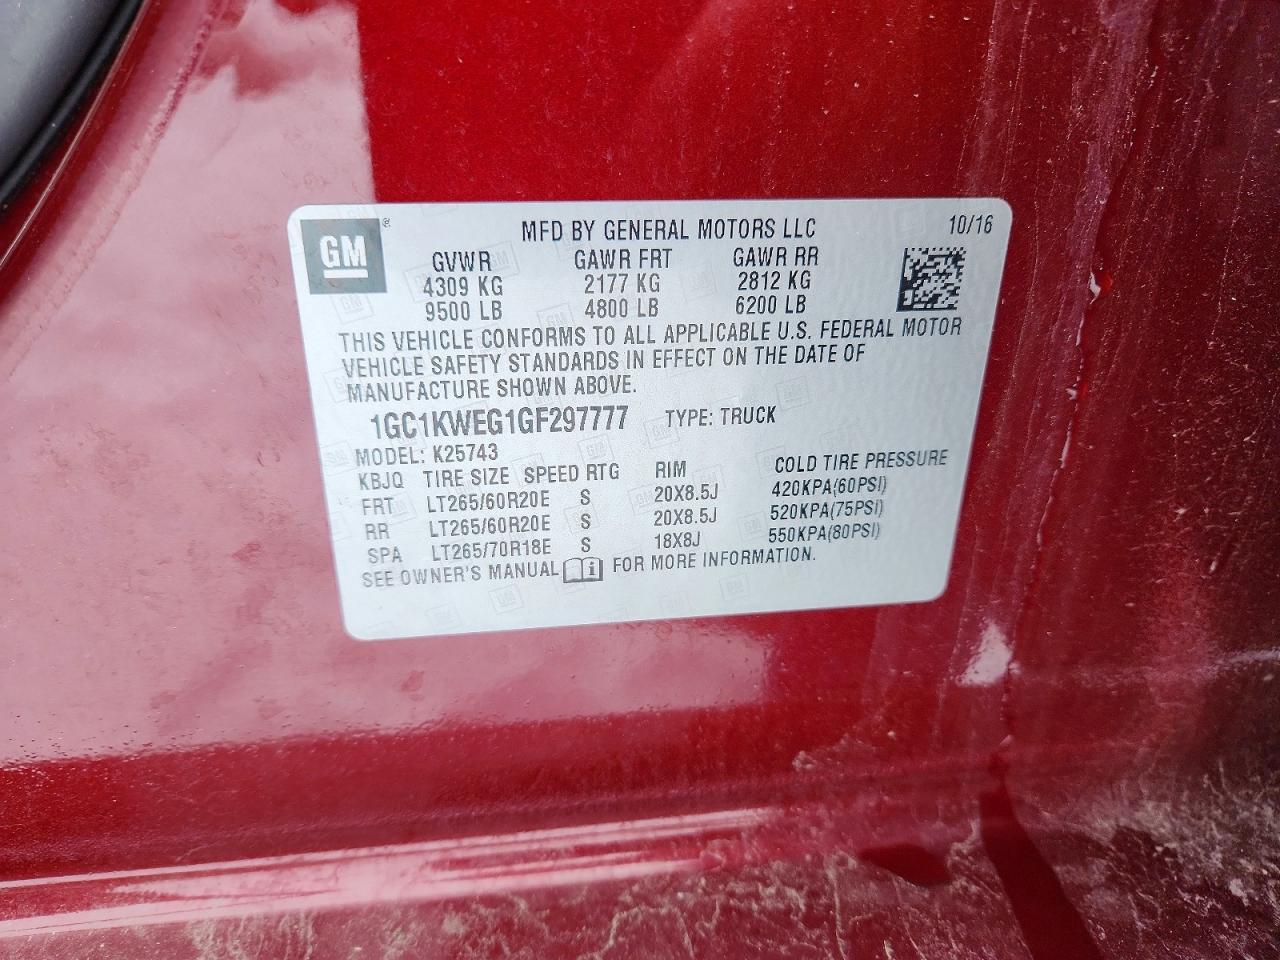 GM ®
MFD BY GENERAL MOTORS LLC 10/16
GVWR GAWR FRT GAWR RR
4309 KG 2177 KG 2812 KG
9500 LB 4800 LB 6200 LB
THIS VEHICLE CONFORMS TO ALL APPLICABLE U.S. FEDERAL MOTOR
VEHICLE SAFETY STANDARDS IN EFFECT ON THE DATE OF
MANUFACTURE SHOWN ABOVE.
1GC1KWEG1GF297777 TYPE: TRUCK
MODEL: K25743
KBJQ TIRE SIZE SPEED RTG RIM COLD TIRE PRESSURE
FRT LT265/60R20E S 20X8.5J 420KPA(60PSI)
RR LT265/60R20E S 20X8.5J 520KPA(75PSI)
SPA LT265/70R18E S 18X8J 550KPA(80PSI)
SEE OWNER'S MANUAL i FOR MORE INFORMATION.